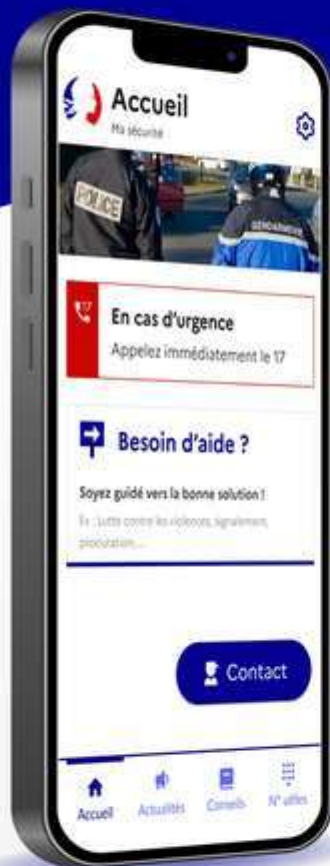 Accueil
Ma sécurité
POLICE
GENDARMERIE
En cas d'urgence
Appelez immédiatement le 17
Besoin d'aide ?
Soyez guidé vers la bonne solution !
Ex : Lutte contre les violences, signalement,
procuration,...
Contact
Accueil
Actualités
Conseils
N° utiles